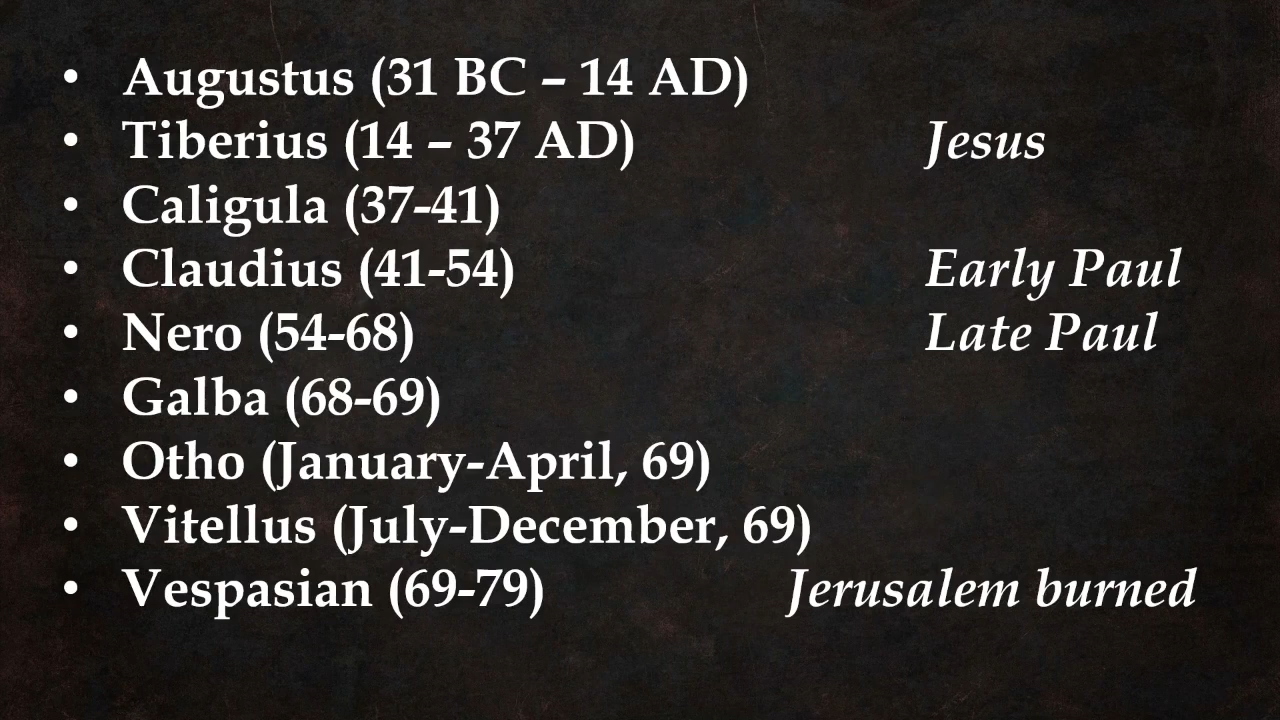 • Augustus (31 BC – 14 AD)
• Tiberius (14 – 37 AD) Jesus
• Caligula (37-41)
• Claudius (41-54) Early Paul
• Nero (54-68) Late Paul
• Galba (68-69)
• Otho (January-April, 69)
• Vitellus (July-December, 69)
• Vespasian (69-79) Jerusalem burned